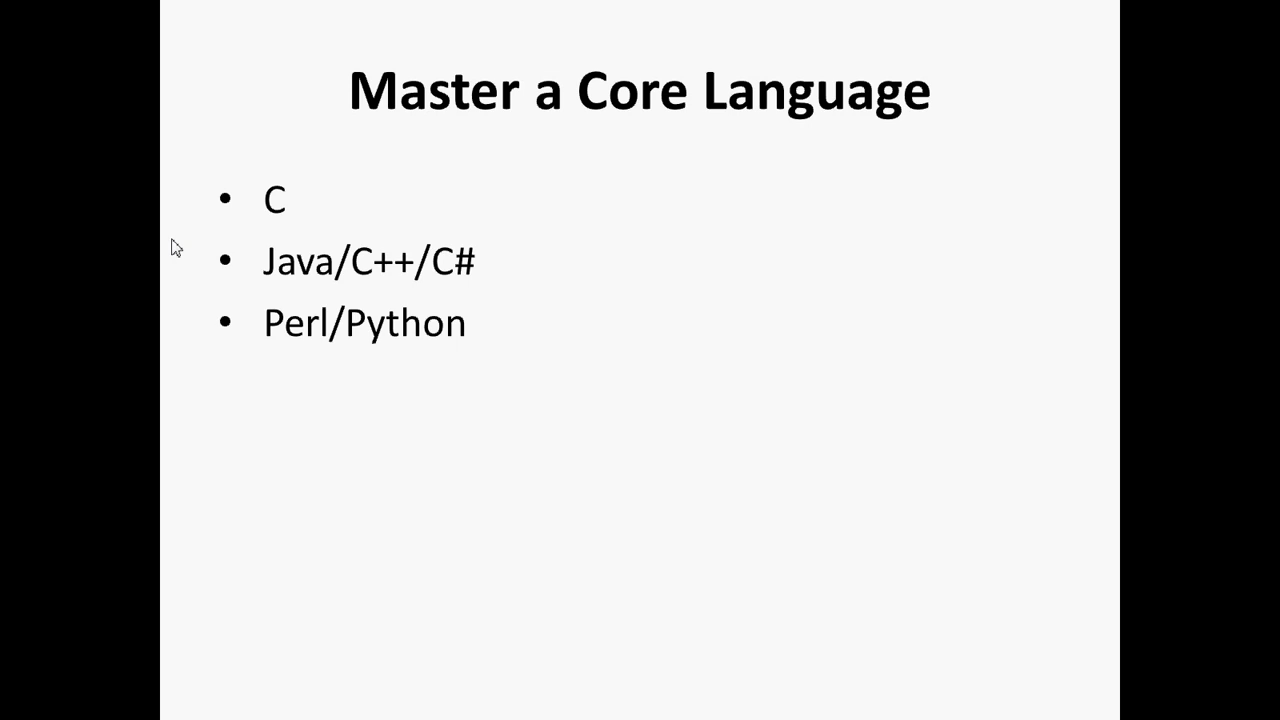 Master a Core Language
• C
• Java/C++/C#
• Perl/Python